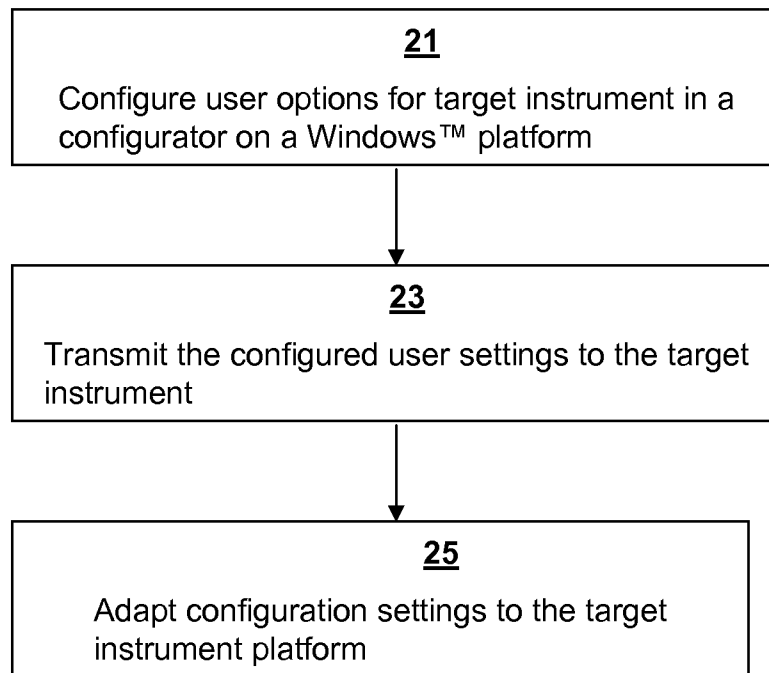 21
Configure user options for target instrument in a
configurator on a Windows™ platform
23
Transmit the configured user settings to the target
instrument
25
Adapt configuration settings to the target
instrument platform